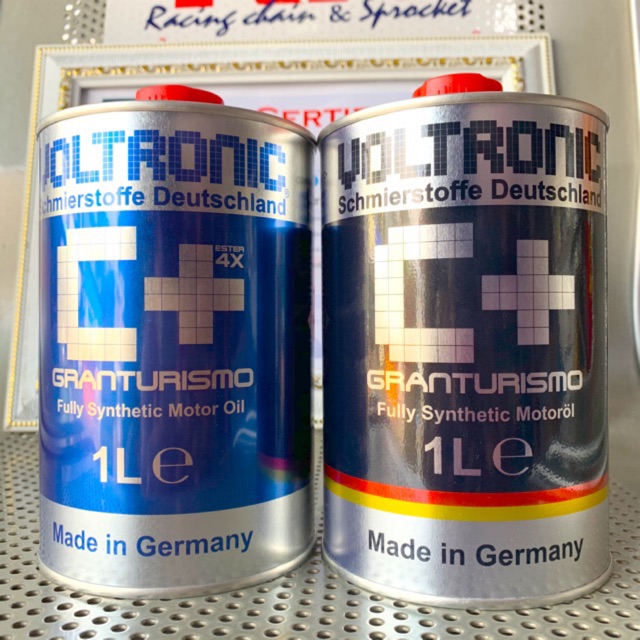 Racing chain & Sprocket
VOLTRONIC
Schmierstoffe Deutschland
C+
ESTER
4X
GRANTURISMO
Fully Synthetic Motor Oil
1L ℮
Made in Germany
VOLTRONIC
Schmierstoffe Deutschland
C+
GRANTURISMO
Fully Synthetic Motoröl
1L ℮
Made in Germany